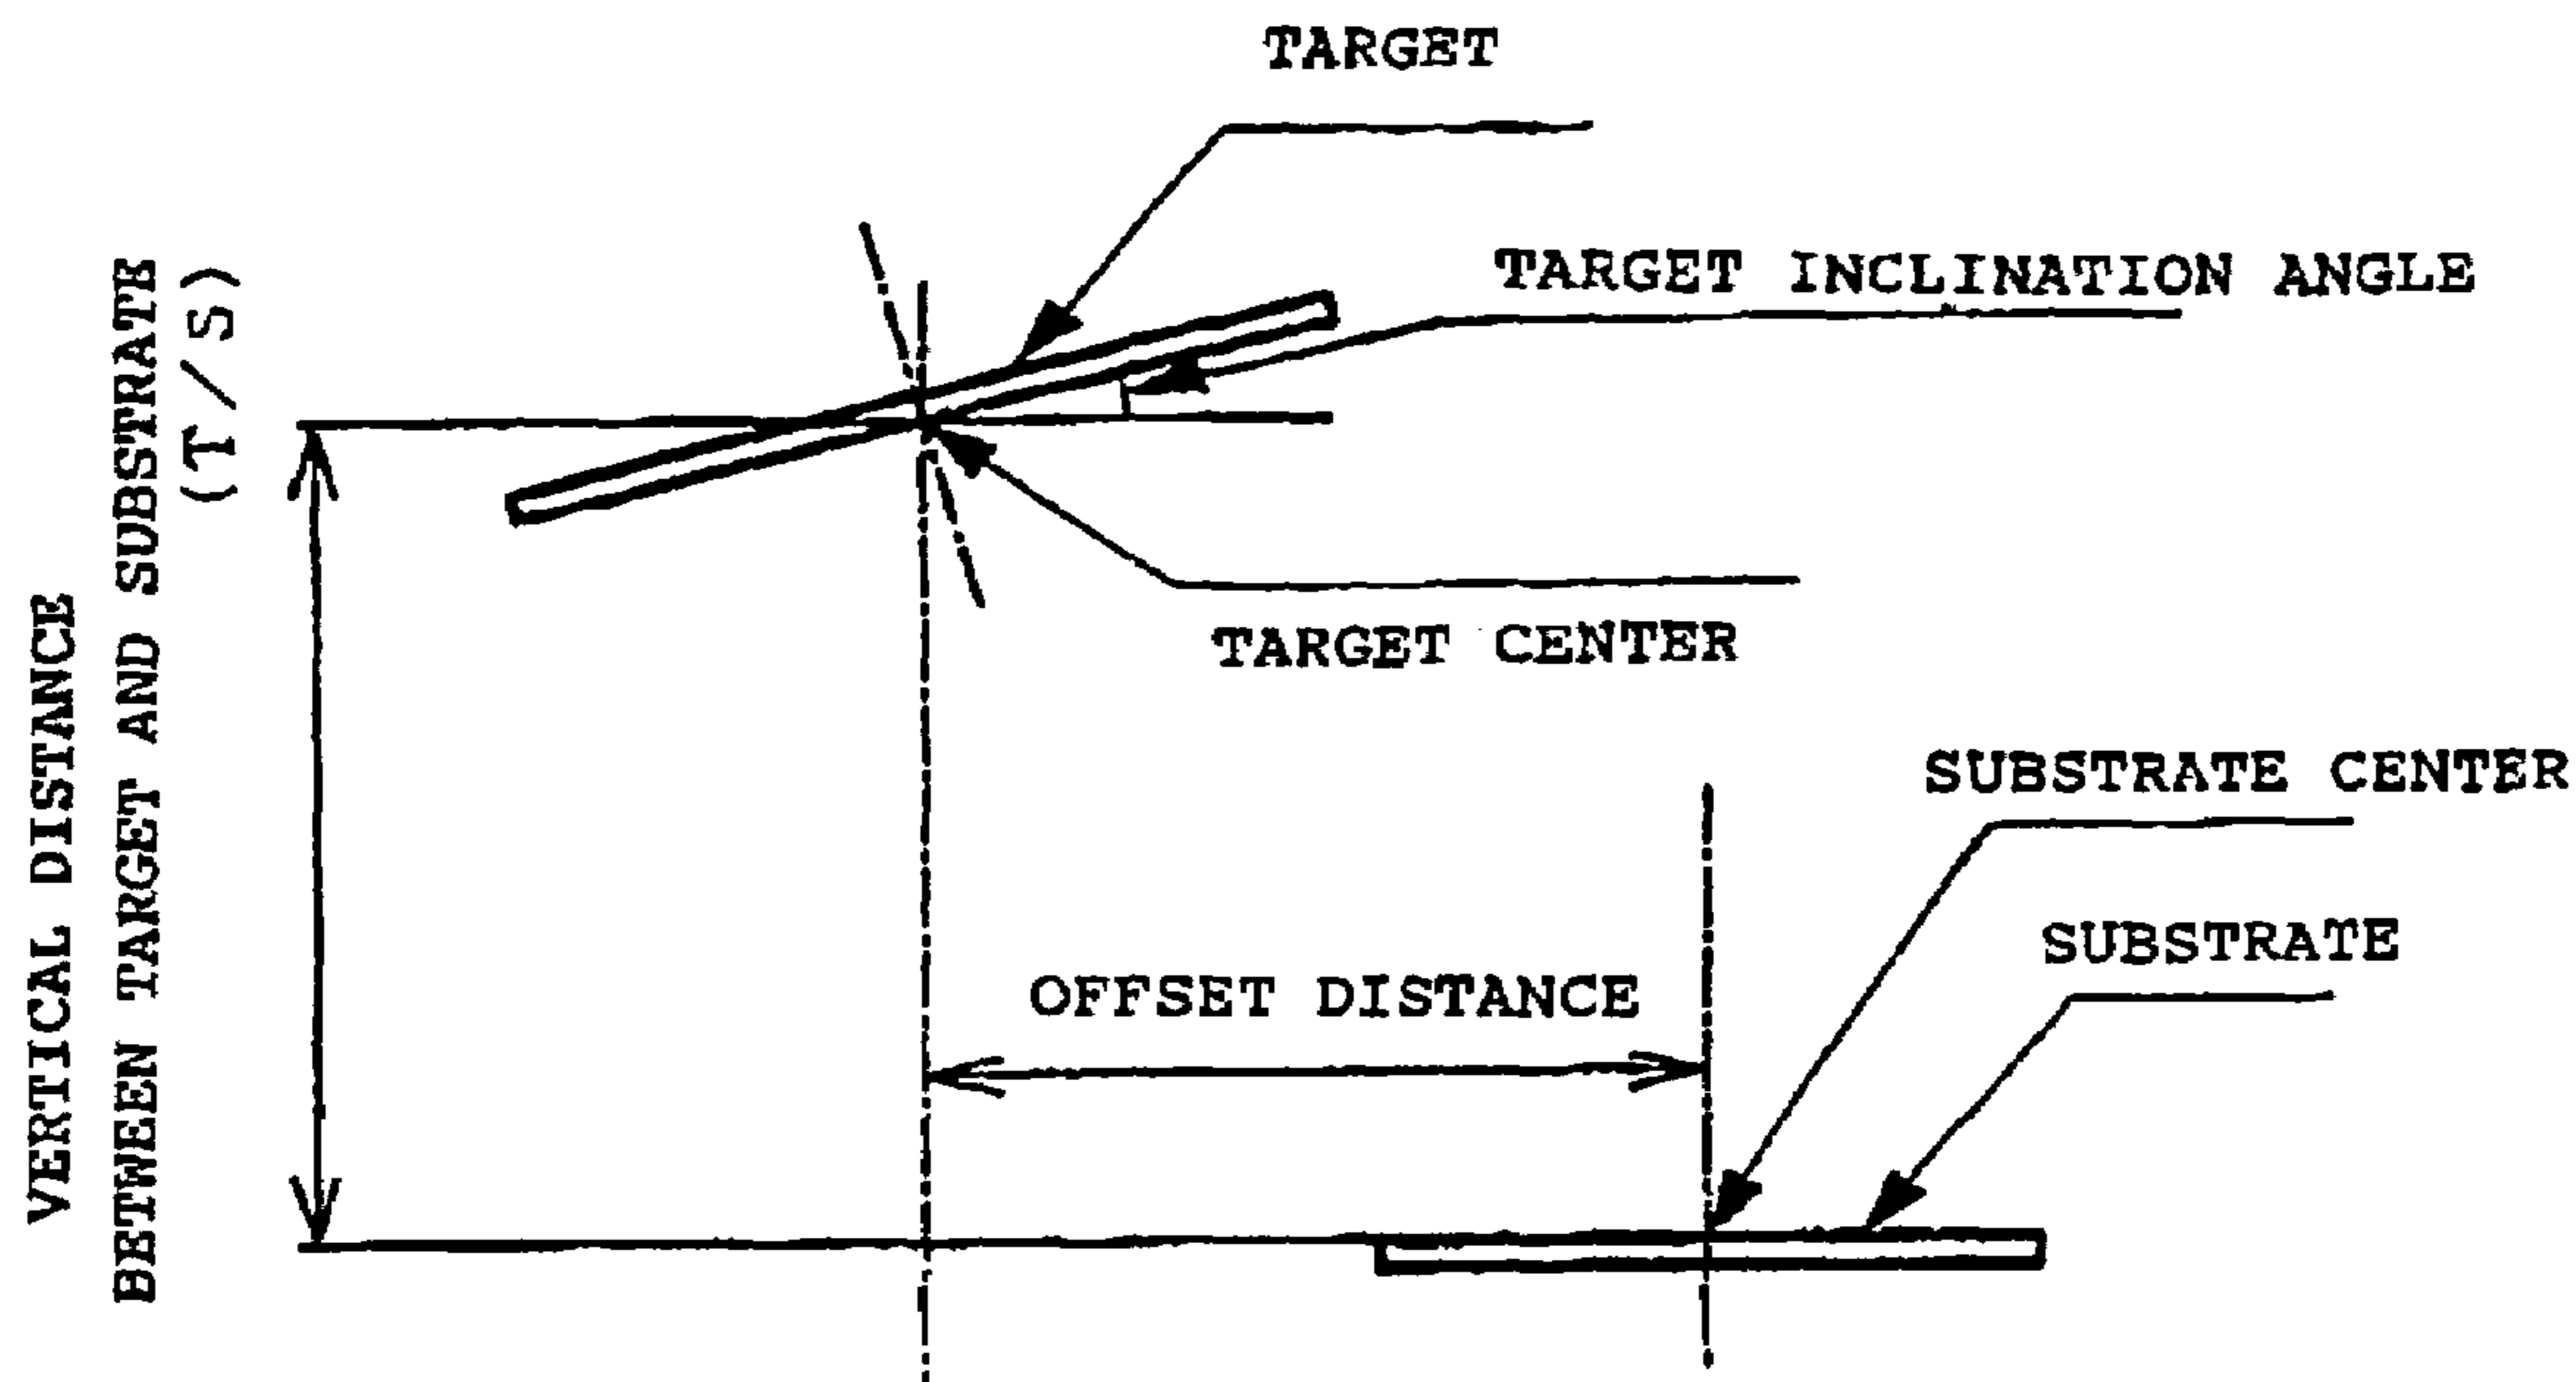 TARGET
TARGET INCLINATION ANGLE
VERTICAL DISTANCE
BETWEEN TARGET AND SUBSTRATE
(T/S)
TARGET CENTER
SUBSTRATE CENTER
SUBSTRATE
OFFSET DISTANCE